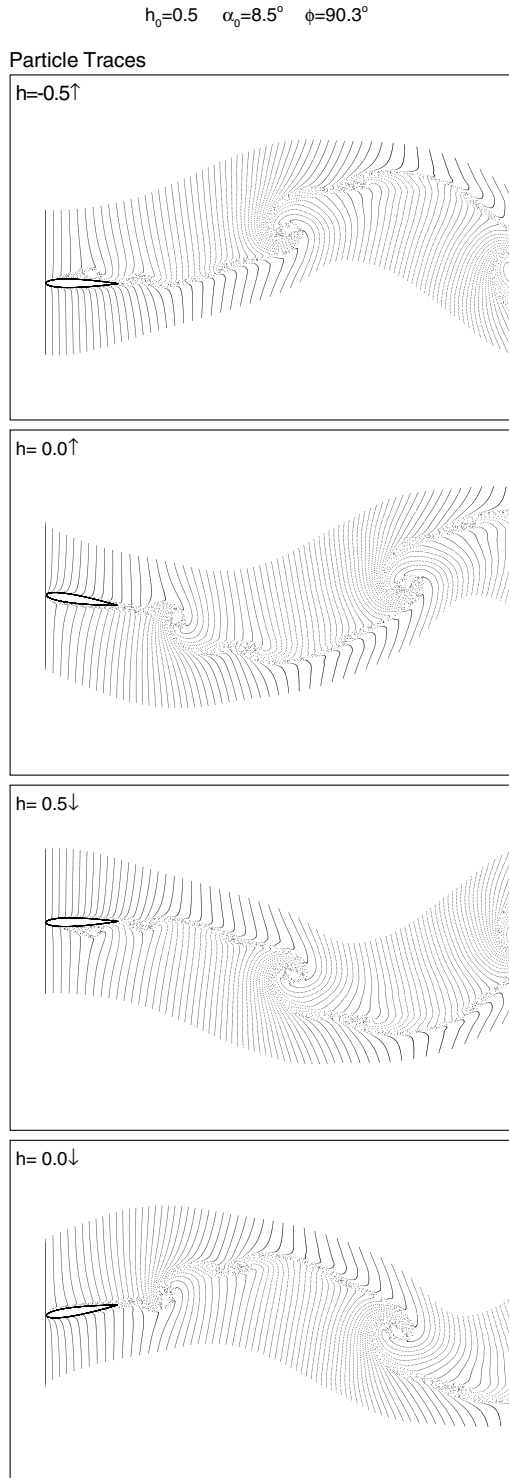 h₀=0.5 α₀=8.5° ϕ=90.3°
Particle Traces
h=-0.5↑
h= 0.0↑
h= 0.5↓
h= 0.0↓